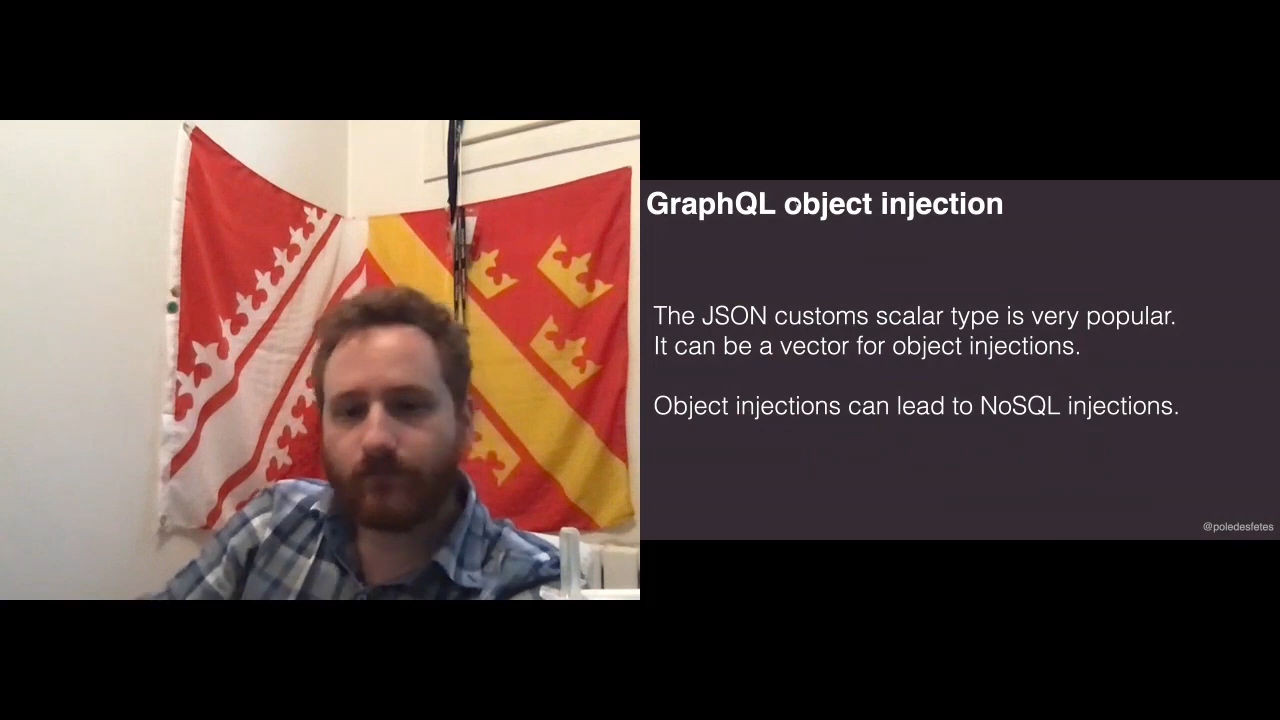 GraphQL object injection
The JSON customs scalar type is very popular.
It can be a vector for object injections.
Object injections can lead to NoSQL injections.
@poledesfetes